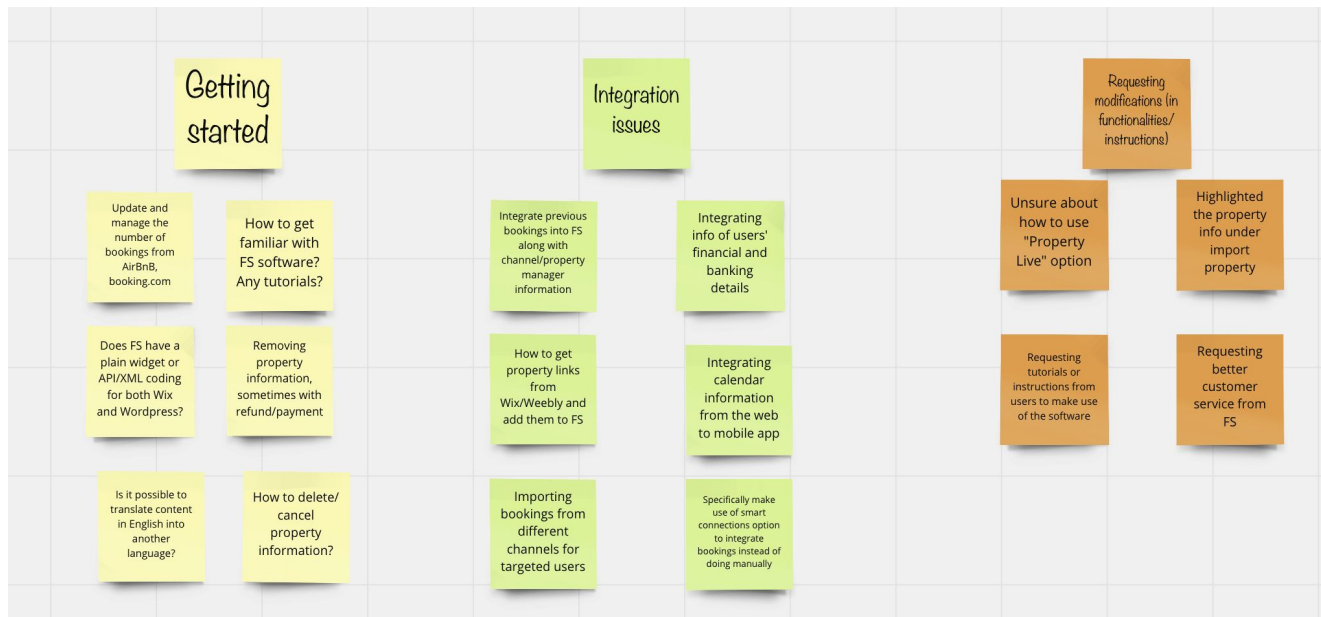 Getting
started
Update and
manage the
number of
bookings from
AirBnB,
booking.com
How to get
familiar with
FS software?
Any tutorials?
Does FS have a
plain widget or
API/XML coding
for both Wix
and Wordpress?
Removing
property
information,
sometimes with
refund/payment
Is it possible to
translate content
in English into
another
language?
How to delete/
cancel
property
information?
Integration
issues
Integrate previous
bookings into FS
along with
channel/property
manager
information
Integrating
info of users'
financial and
banking
details
How to get
property links
from
Wix/Weebly and
add them to FS
Integrating
calendar
information
from the web
to mobile app
Importing
bookings from
different
channels for
targeted users
Specifically make
use of smart
connections option
to integrate
bookings instead of
doing manually
Requesting
modifications (in
functionalities/
instructions)
Unsure about
how to use
"Property
Live" option
Highlighted
the property
info under
import
property
Requesting
tutorials or
instructions from
users to make use
of the software
Requesting
better
customer
service from
FS